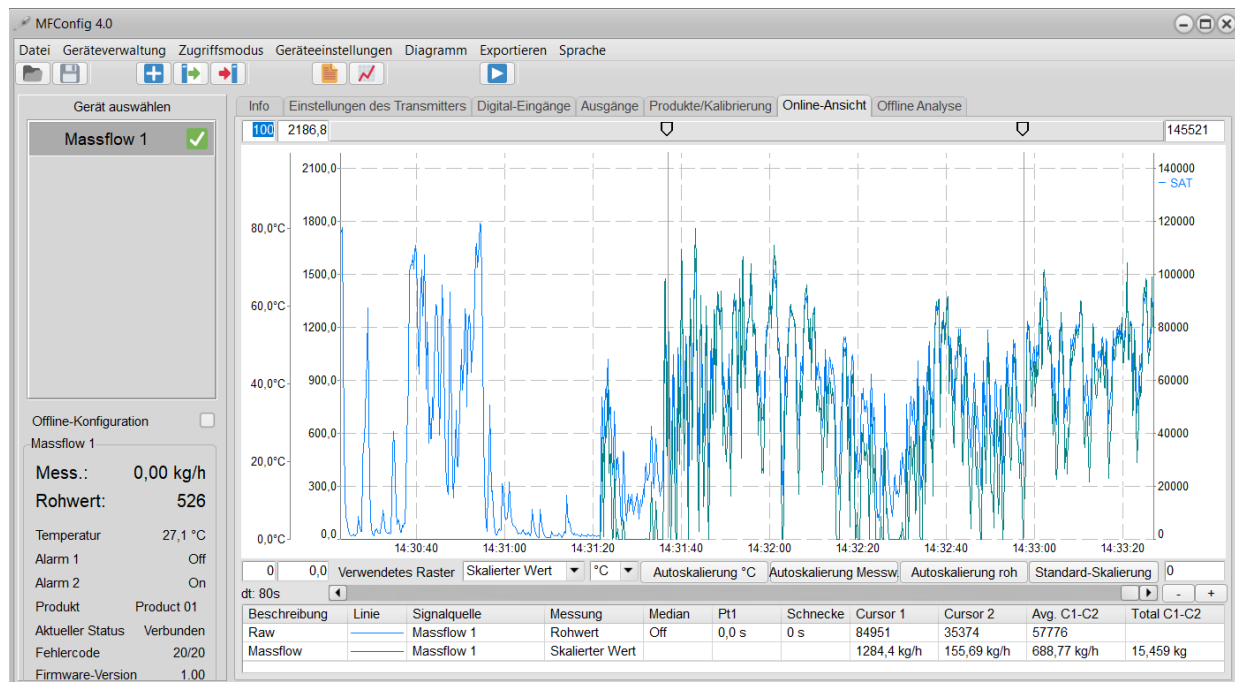 MFConfig 4.0
Datei Geräteverwaltung Zugriffsmodus Geräteeinstellungen Diagramm Exportieren Sprache
Gerät auswählen
Massflow 1
Offline-Konfiguration
Massflow 1
Mess.: 0,00 kg/h
Rohwert: 526
Temperatur 27,1 °C
Alarm 1 Off
Alarm 2 On
Produkt Product 01
Aktueller Status Verbunden
Fehlercode 20/20
Firmware-Version 1.00
Info Einstellungen des Transmitters Digital-Eingänge Ausgänge Produkte/Kalibrierung Online-Ansicht Offline Analyse
100 2186,8 145521
2100,0 140000
SAT
80,0°C 1800,0 120000
1500,0 100000
60,0°C
1200,0 80000
40,0°C 900,0 60000
600,0 40000
20,0°C
300,0 20000
0,0°C 0,0 0
14:30:40 14:31:00 14:31:20 14:31:40 14:32:00 14:32:20 14:32:40 14:33:00 14:33:20
0 0,0 Verwendetes Raster Skalierter Wert °C Autoskalierung °C Autoskalierung Messw. Autoskalierung roh Standard-Skalierung 0
dt: 80s - +
Beschreibung Linie Signalquelle Messung Median Pt1 Schnecke Cursor 1 Cursor 2 Avg. C1-C2 Total C1-C2
Raw Massflow 1 Rohwert Off 0,0 s 0 s 84951 35374 57776
Massflow Massflow 1 Skalierter Wert 1284,4 kg/h 155,69 kg/h 688,77 kg/h 15,459 kg